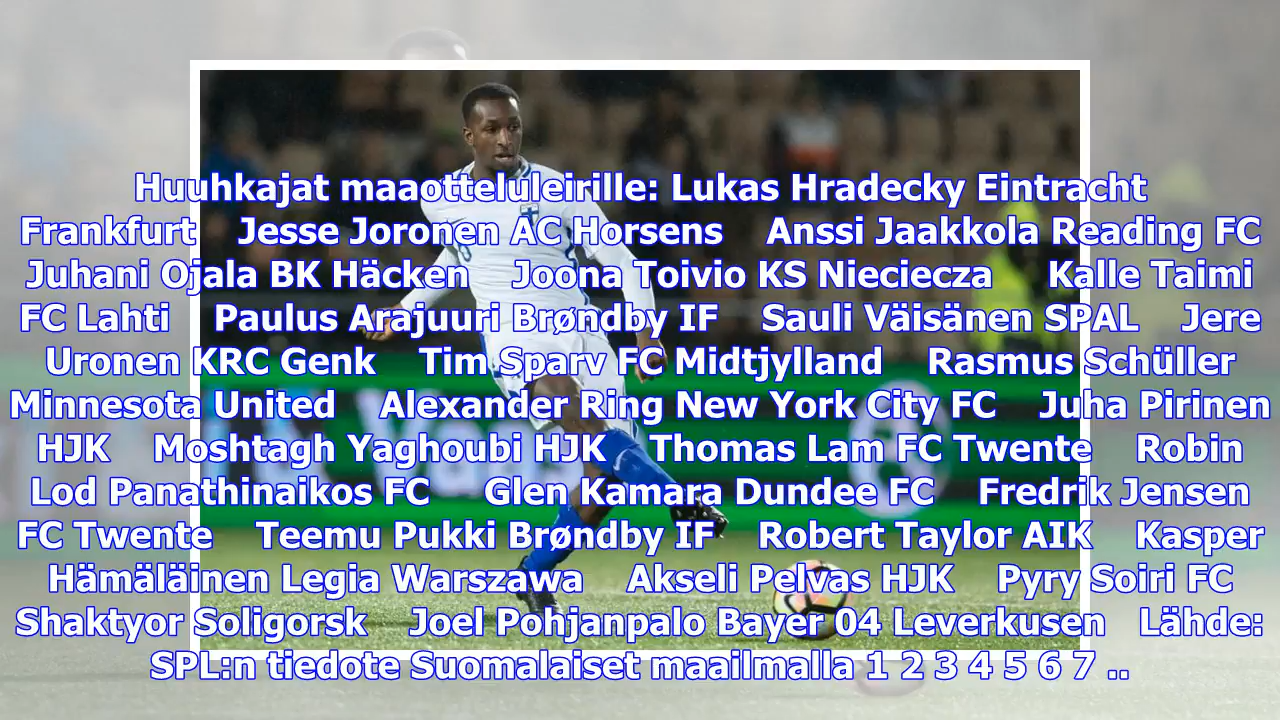 Huuhkajat maaotteluleirille: Lukas Hradecky Eintracht
Frankfurt Jesse Joronen AC Horsens Anssi Jaakkola Reading FC
Juhani Ojala BK Häcken Joona Toivio KS Nieciecza Kalle Taimi
FC Lahti Paulus Arajuuri Brøndby IF Sauli Väisänen SPAL Jere
Uronen KRC Genk Tim Sparv FC Midtjylland Rasmus Schüller
Minnesota United Alexander Ring New York City FC Juha Pirinen
HJK Moshtagh Yaghoubi HJK Thomas Lam FC Twente Robin
Lod Panathinaikos FC Glen Kamara Dundee FC Fredrik Jensen
FC Twente Teemu Pukki Brøndby IF Robert Taylor AIK Kasper
Hämäläinen Legia Warszawa Akseli Pelvas HJK Pyry Soiri FC
Shaktyor Soligorsk Joel Pohjanpalo Bayer 04 Leverkusen Lähde:
SPL:n tiedote Suomalaiset maailmalla 1 2 3 4 5 6 7 ..